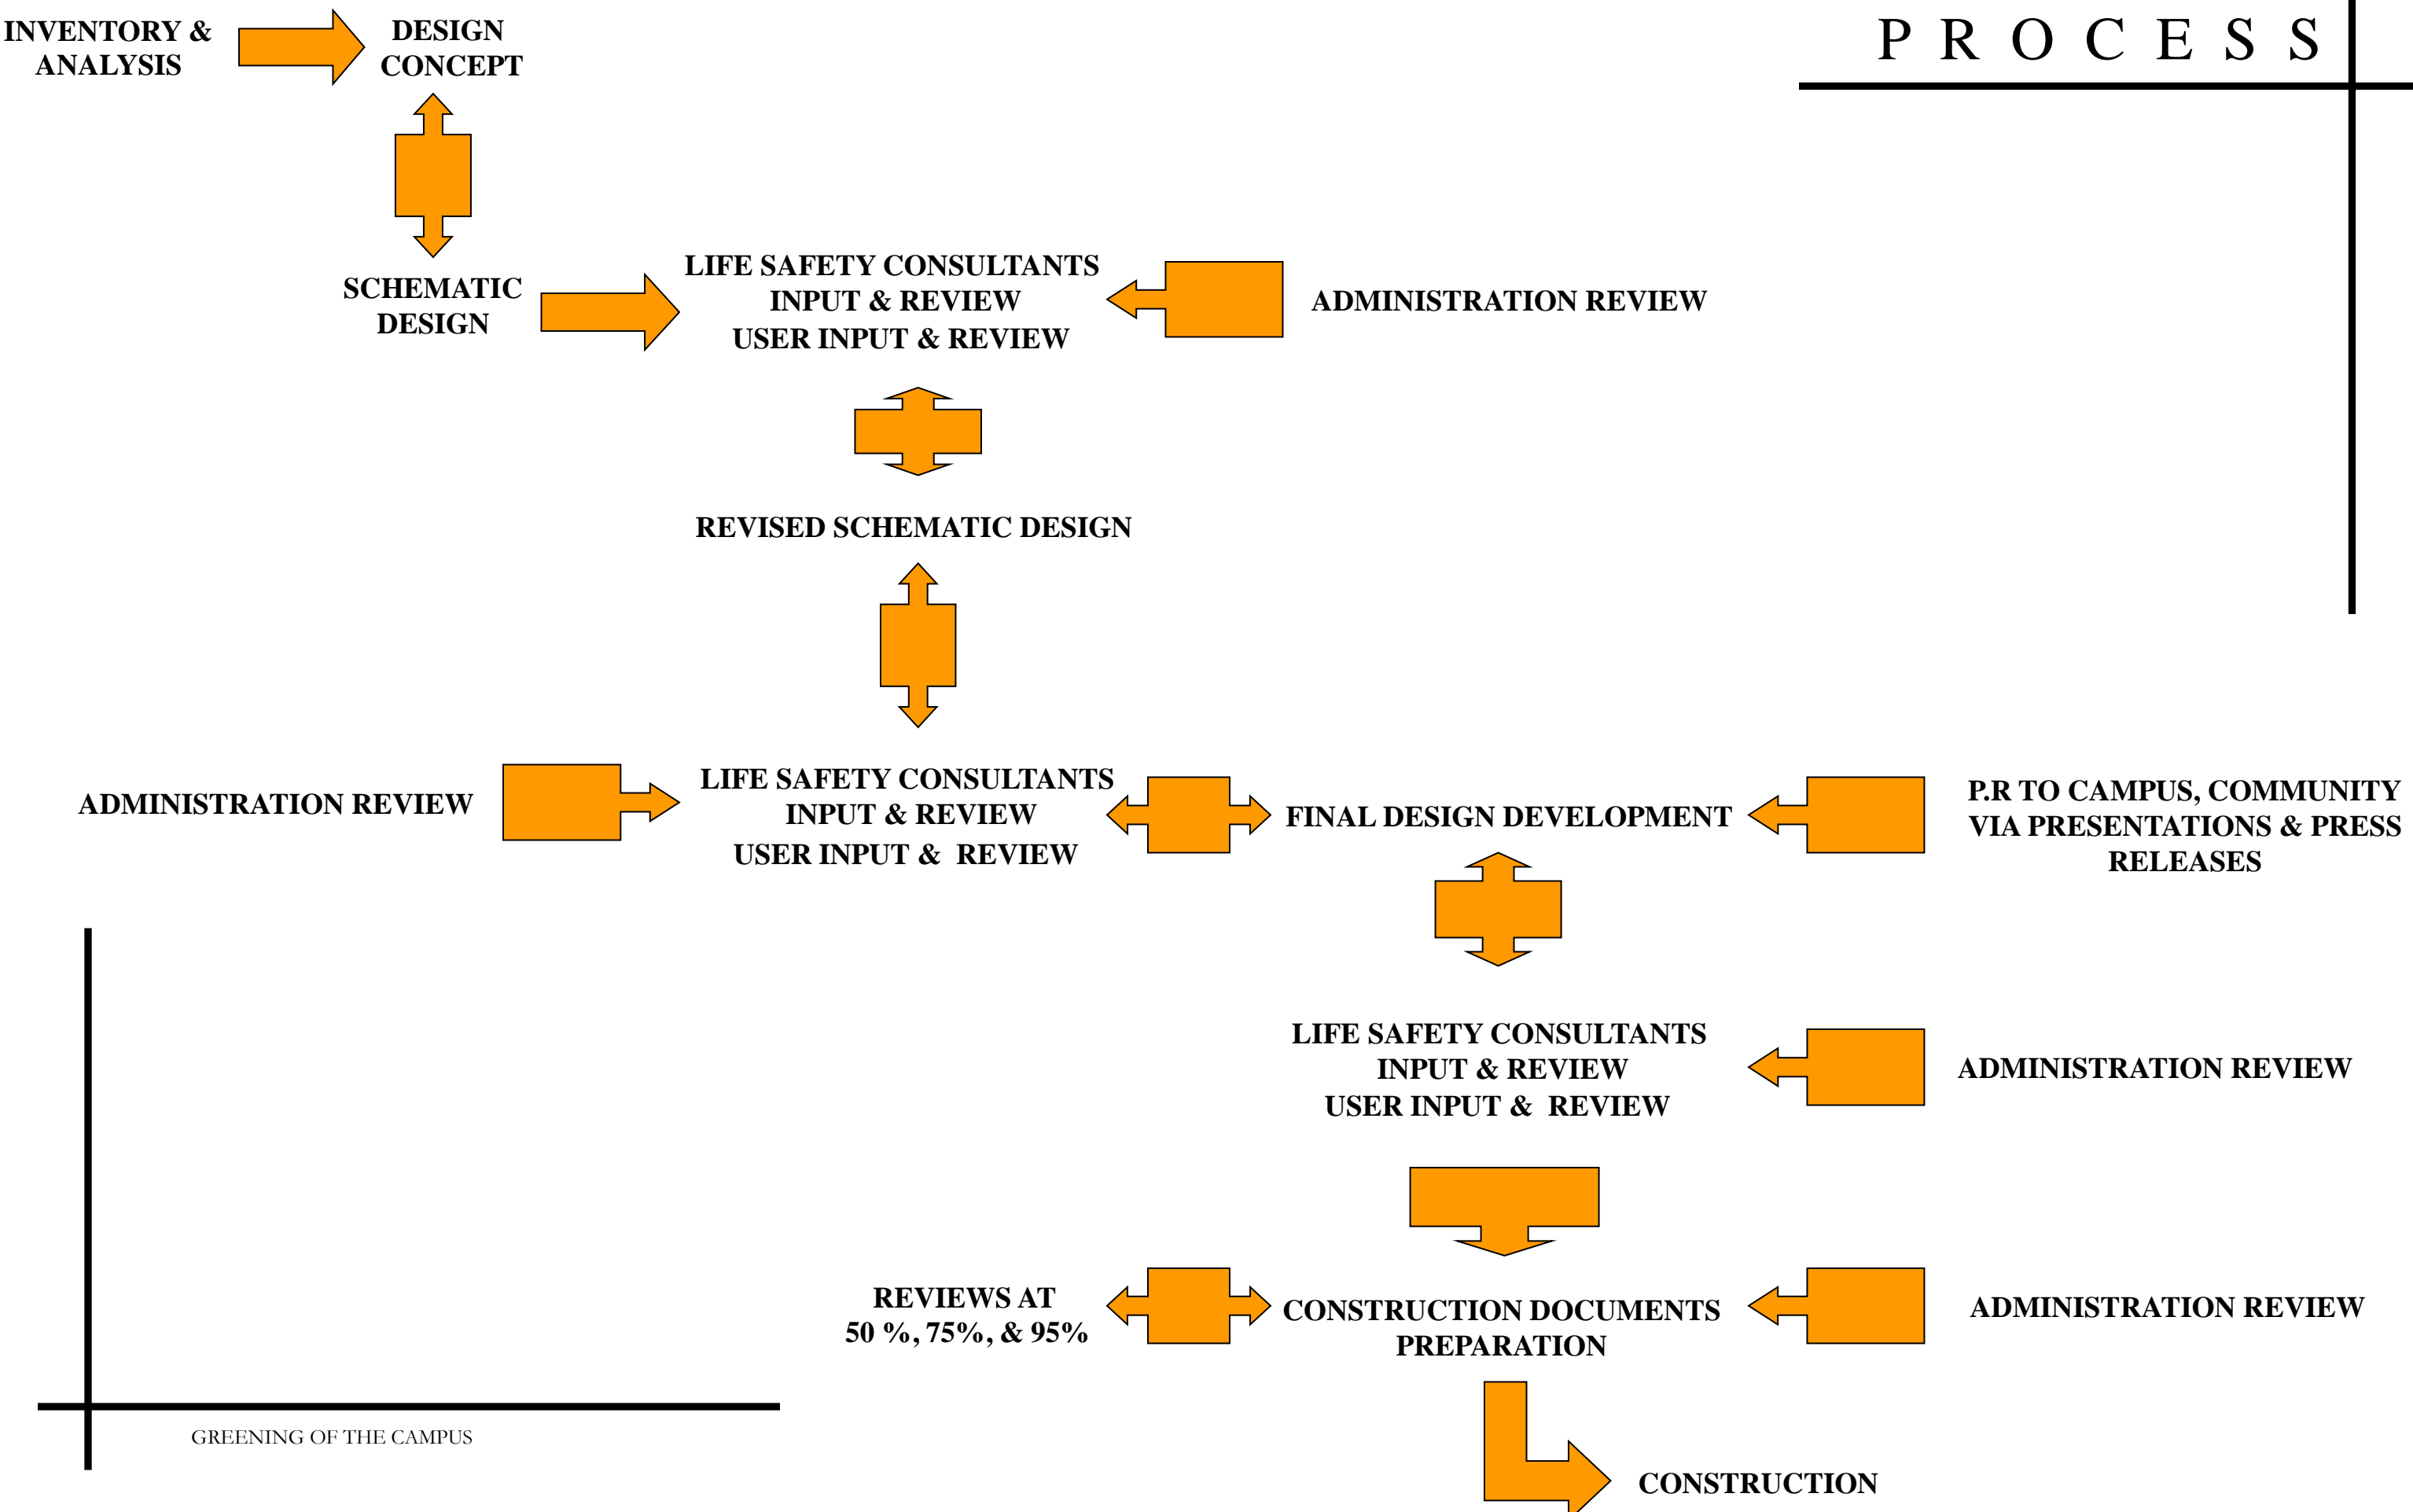 P R O C E S S
INVENTORY &
ANALYSIS
DESIGN
CONCEPT
SCHEMATIC
DESIGN
LIFE SAFETY CONSULTANTS
INPUT & REVIEW
USER INPUT & REVIEW
ADMINISTRATION REVIEW
REVISED SCHEMATIC DESIGN
ADMINISTRATION REVIEW
LIFE SAFETY CONSULTANTS
INPUT & REVIEW
USER INPUT & REVIEW
FINAL DESIGN DEVELOPMENT
P.R TO CAMPUS, COMMUNITY
VIA PRESENTATIONS & PRESS
RELEASES
LIFE SAFETY CONSULTANTS
INPUT & REVIEW
USER INPUT & REVIEW
ADMINISTRATION REVIEW
REVIEWS AT
50 %, 75%, & 95%
CONSTRUCTION DOCUMENTS
PREPARATION
ADMINISTRATION REVIEW
CONSTRUCTION
GREENING OF THE CAMPUS